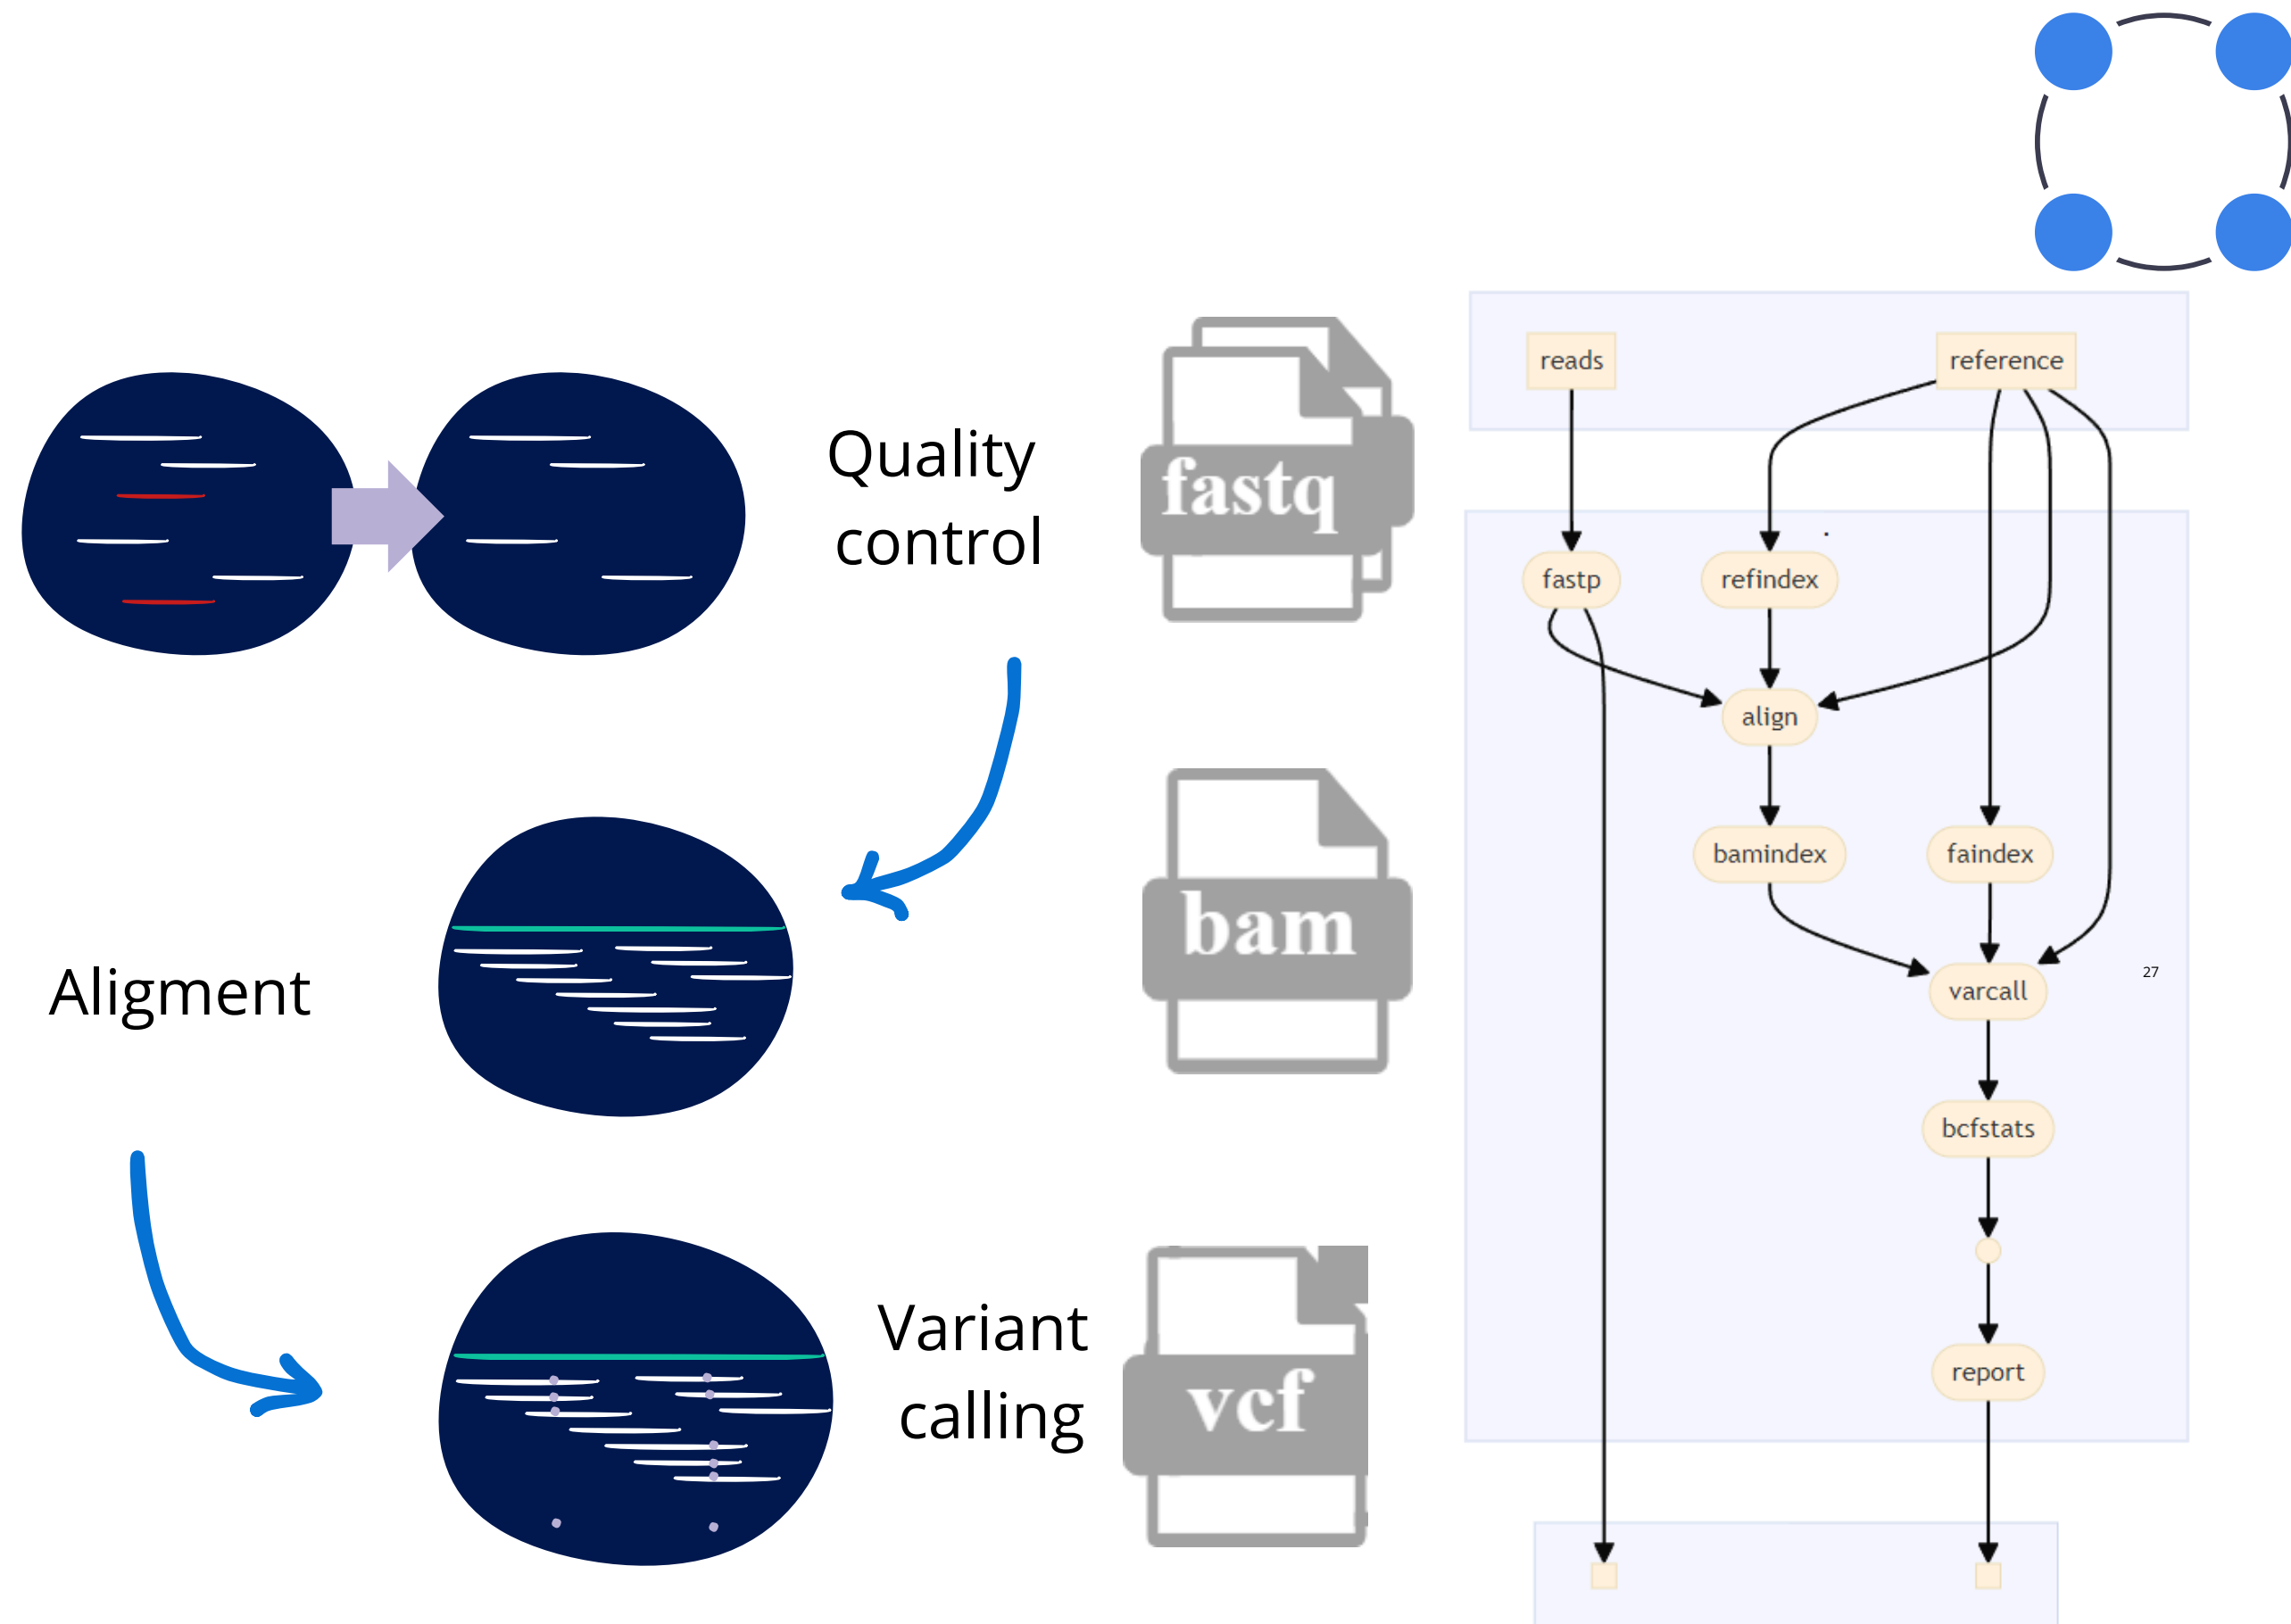 Quality
control
fastq
Aligment
bam
Variant
calling
vcf
reads
reference
fastp
refindex
align
bamindex
faindex
varcall
27
bcfstats
report